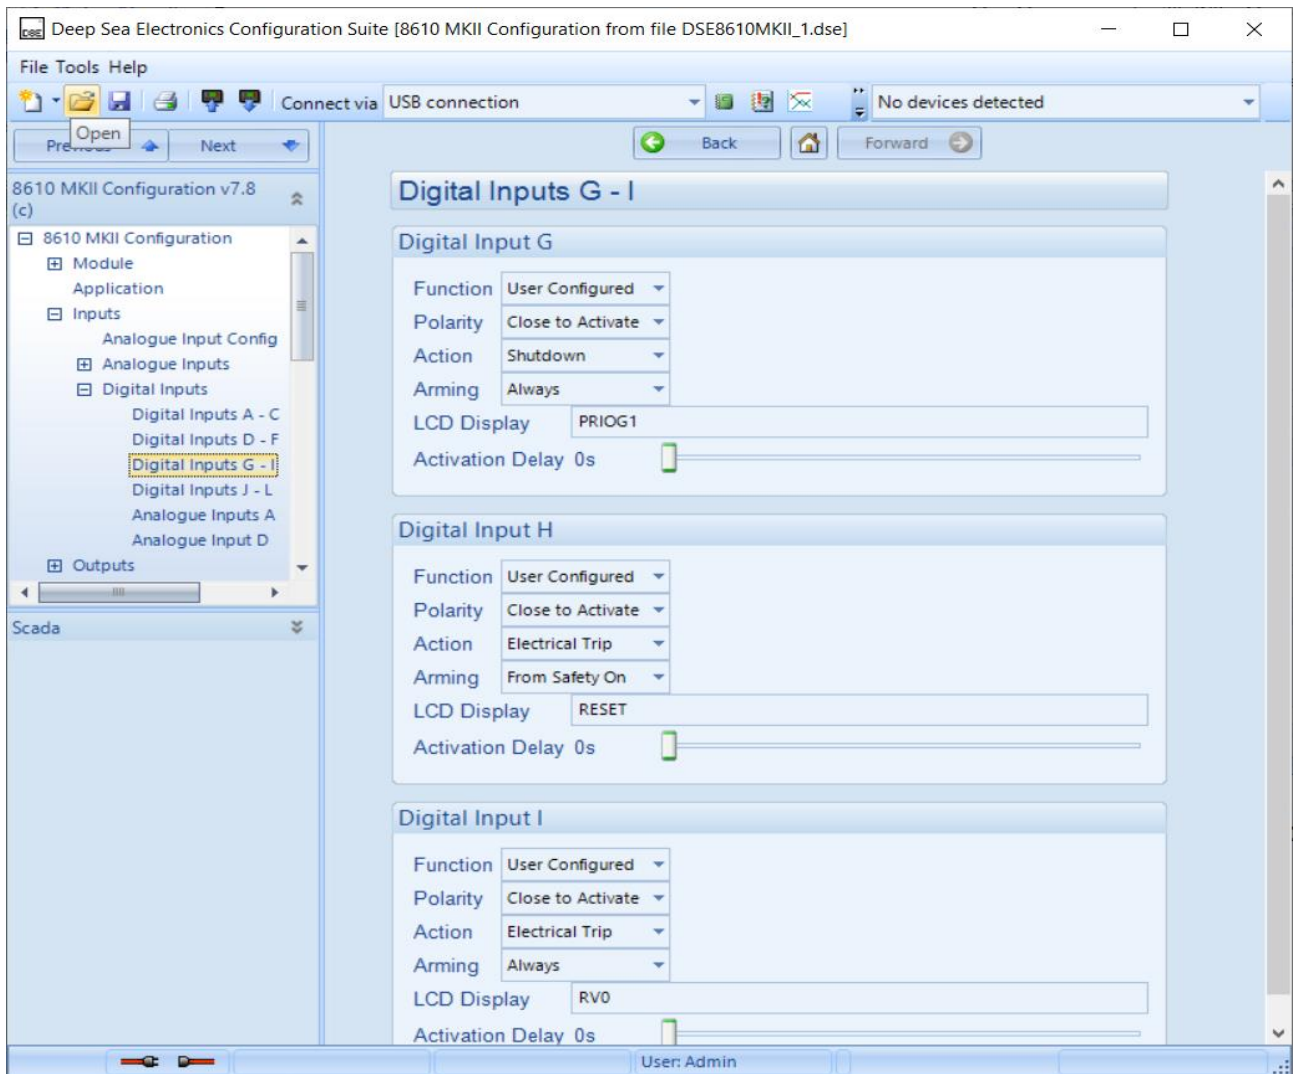 DSE Deep Sea Electronics Configuration Suite [8610 MKII Configuration from file DSE8610MKII_1.dse]
File Tools Help
Connect via USB connection No devices detected
Open
Next
Back Forward
8610 MKII Configuration v7.8
(c)
8610 MKII Configuration
Module
Application
Inputs
Analogue Input Config
Analogue Inputs
Digital Inputs
Digital Inputs A - C
Digital Inputs D - F
Digital Inputs G - I
Digital Inputs J - L
Analogue Inputs A
Analogue Input D
Outputs
Scada
Digital Inputs G - I
Digital Input G
Function User Configured
Polarity Close to Activate
Action Shutdown
Arming Always
LCD Display PRIOG1
Activation Delay 0s
Digital Input H
Function User Configured
Polarity Close to Activate
Action Electrical Trip
Arming From Safety On
LCD Display RESET
Activation Delay 0s
Digital Input I
Function User Configured
Polarity Close to Activate
Action Electrical Trip
Arming Always
LCD Display RV0
Activation Delay 0s
User: Admin